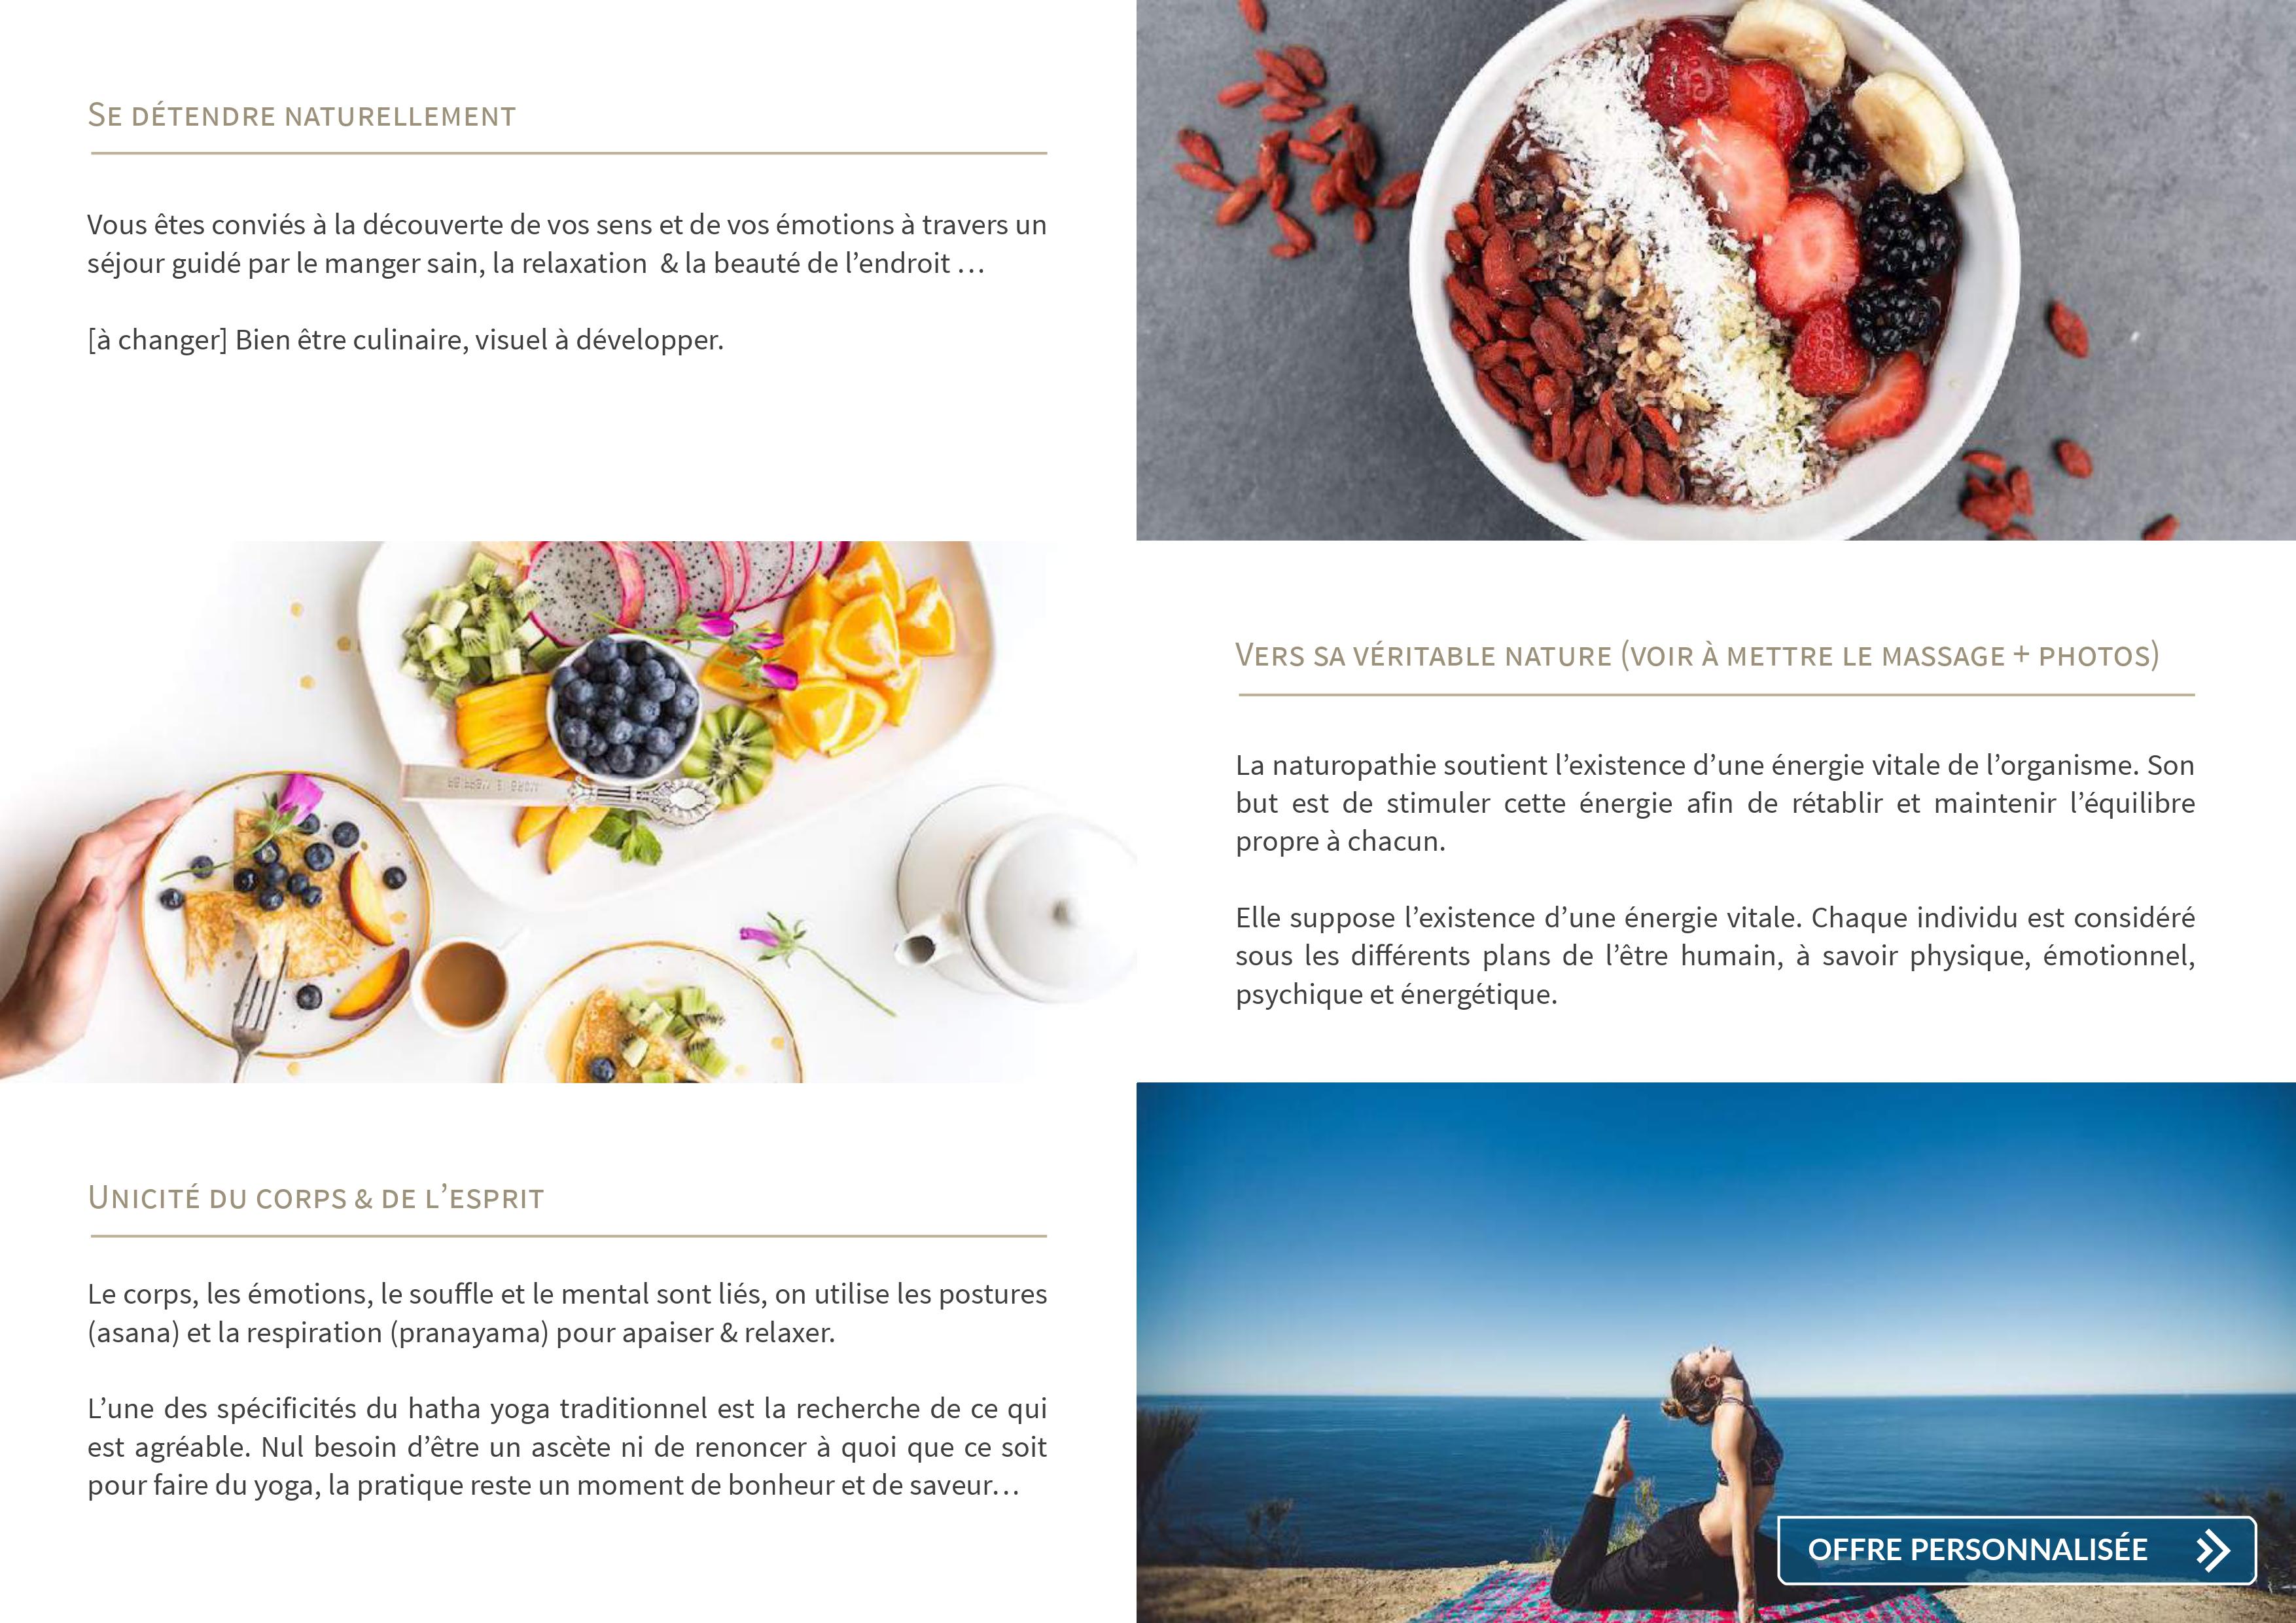 Se détendre naturellement
Vous êtes conviés à la découverte de vos sens et de vos émotions à travers un
séjour guidé par le manger sain, la relaxation  & la beauté de l’endroit …
[à changer] Bien être culinaire, visuel à développer.
Vers sa véritable nature (voir à mettre le massage + photos)
La naturopathie soutient l’existence d’une énergie vitale de l’organisme. Son
but est de stimuler cette énergie afin de rétablir et maintenir l’équilibre
propre à chacun.
Elle suppose l’existence d’une énergie vitale. Chaque individu est considéré
sous les différents plans de l’être humain, à savoir physique, émotionnel,
psychique et énergétique.
Unicité du corps & de l’esprit
Le corps, les émotions, le souffle et le mental sont liés, on utilise les postures
(asana) et la respiration (pranayama) pour apaiser & relaxer.
L’une des spécificités du hatha yoga traditionnel est la recherche de ce qui
est agréable. Nul besoin d’être un ascète ni de renoncer à quoi que ce soit
pour faire du yoga, la pratique reste un moment de bonheur et de saveur…
OFFRE PERSONNALISÉE